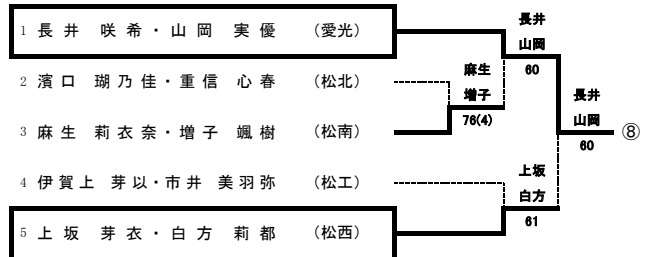 1 長井 咲希・山岡 実優 (愛光)
2 濱口 瑚乃佳・重信 心春 (松北)
3 麻生 莉衣奈・増子 颯樹 (松南)
4 伊賀上 芽以・市井 美羽弥 (松工)
5 上坂 芽衣・白方 莉都 (松西)
麻生
増子
76(4)
長井
山岡
60
上坂
白方
61
長井
山岡
60
⑧